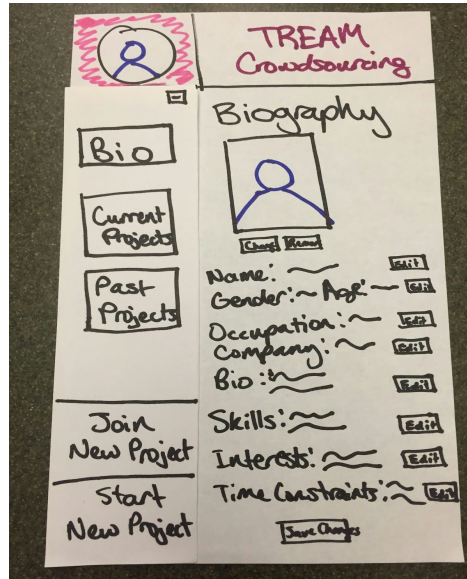 TREAM
Crowdsourcing
Bio
Current
Projects
Past
Projects
Join
New Project
Start
New Project
Biography
Change Remove
Name: Edit
Gender: Age: Edit
Occupation: Edit
Company: Edit
Bio: Edit
Skills: Edit
Interests: Edit
Time Constraints: Edit
Save Changes